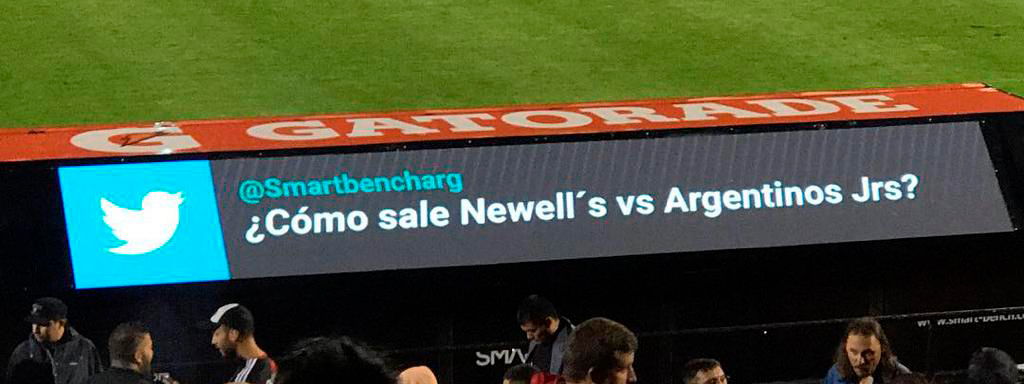 G GATORADE
@Smartbencharg
¿Cómo sale Newell´s vs Argentinos Jrs?